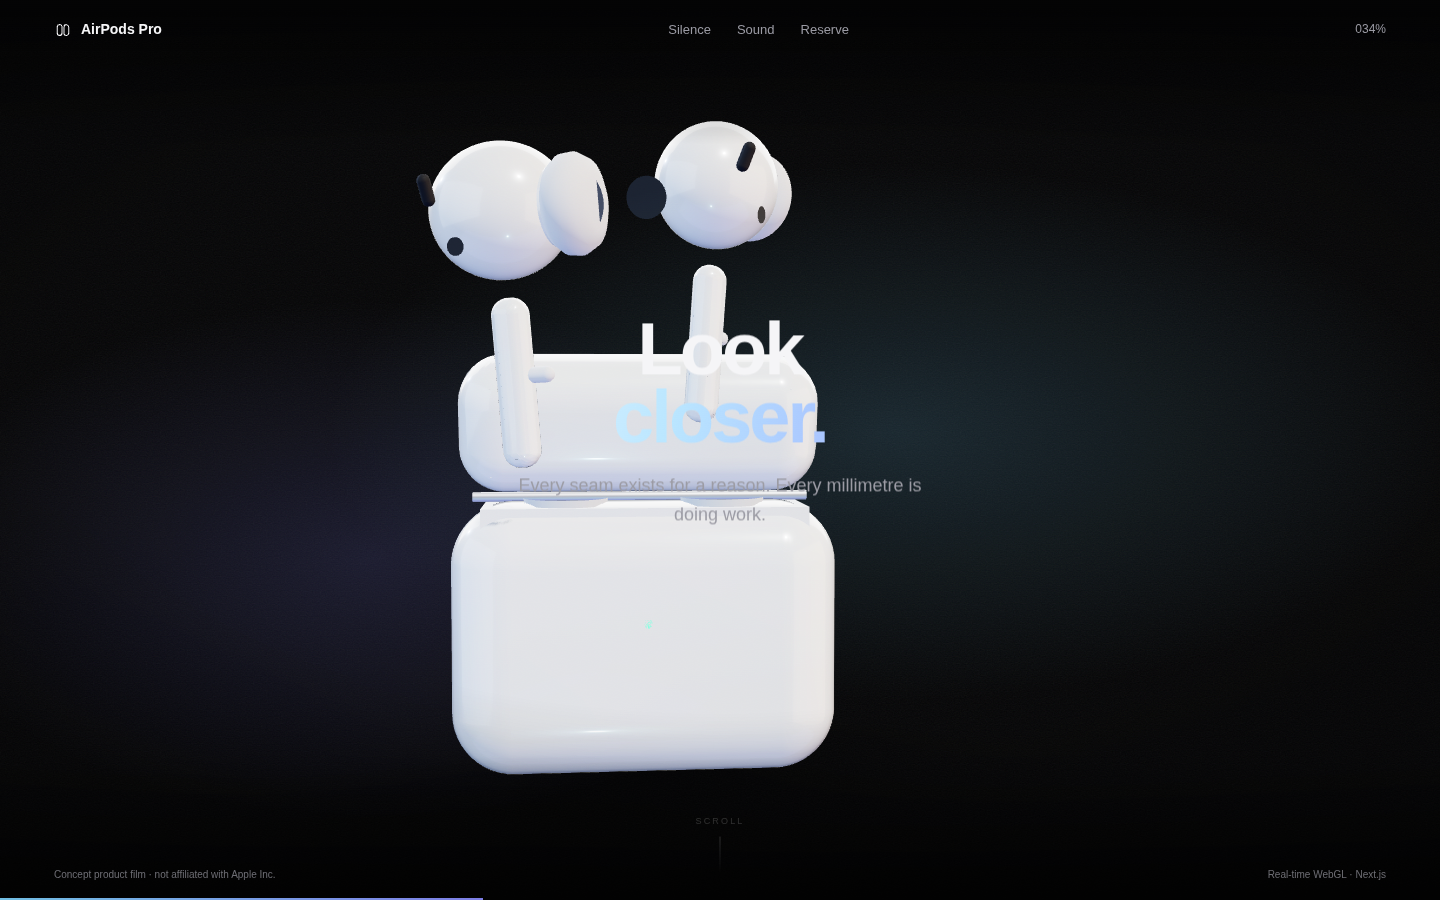 AirPods Pro
Silence
Sound
Reserve
034%
Look
closer.
Every seam exists for a reason. Every millimetre is
doing work.
SCROLL
Concept product film · not affiliated with Apple Inc.
Real-time WebGL · Next.js